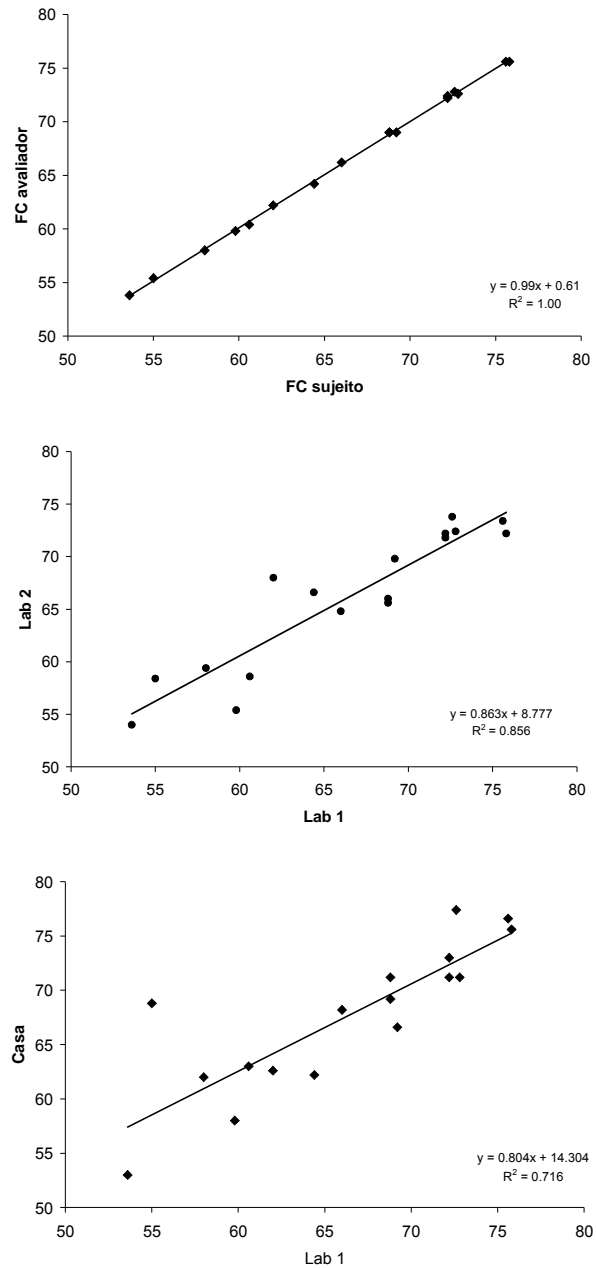 75
70
65
60
55
50
FC avaliador
y = 0.99x + 0.61
R² = 1.00
50 55 60 65 70 75 80
FC sujeito
80
75
70
65
60
55
50
Lab 2
y = 0.863x + 8.777
R² = 0.856
50 55 60 65 70 75 80
Lab 1
80
75
70
65
60
55
50
Casa
y = 0.804x + 14.304
R² = 0.716
50 55 60 65 70 75 80
Lab 1